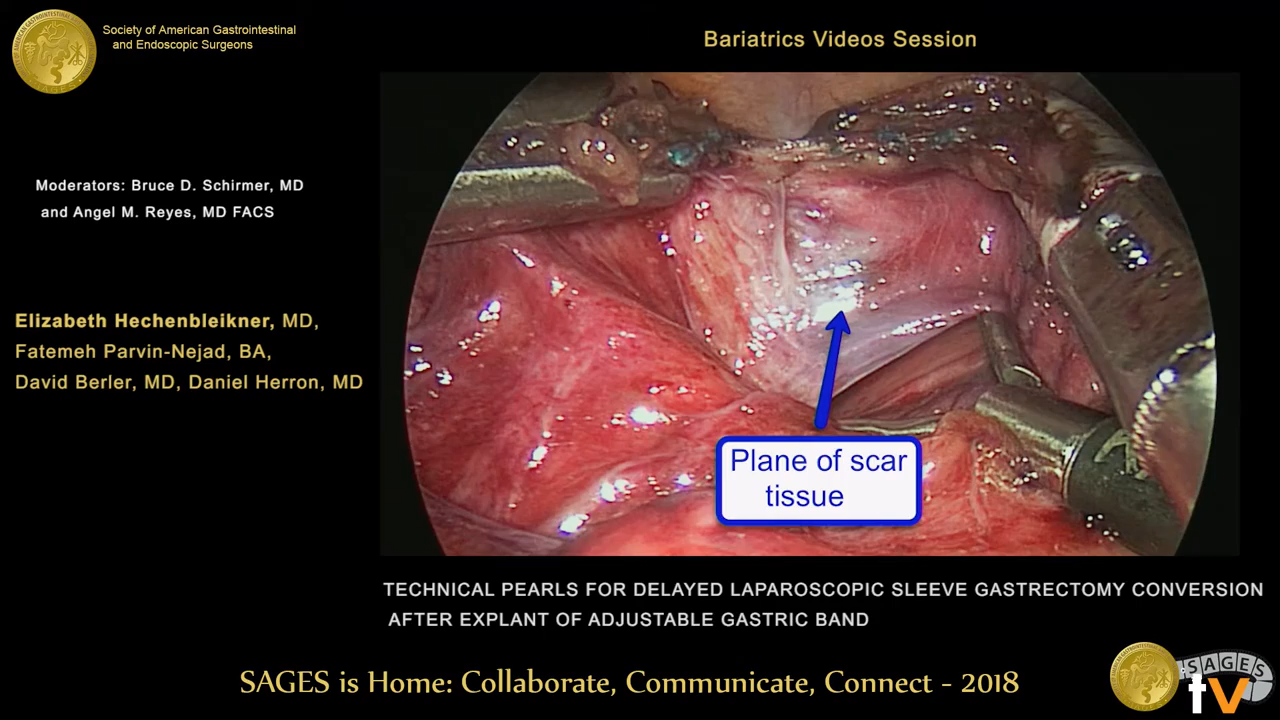 Society of American Gastrointestinal
and Endoscopic Surgeons
Bariatrics Videos Session
Moderators: Bruce D. Schirmer, MD
and Angel M. Reyes, MD FACS
Elizabeth Hechenbleikner, MD,
Fatemeh Parvin-Nejad, BA,
David Berler, MD, Daniel Herron, MD
Plane of scar
tissue
TECHNICAL PEARLS FOR DELAYED LAPAROSCOPIC SLEEVE GASTRECTOMY CONVERSION
AFTER EXPLANT OF ADJUSTABLE GASTRIC BAND
SAGES is Home: Collaborate, Communicate, Connect - 2018
SAGES
tv